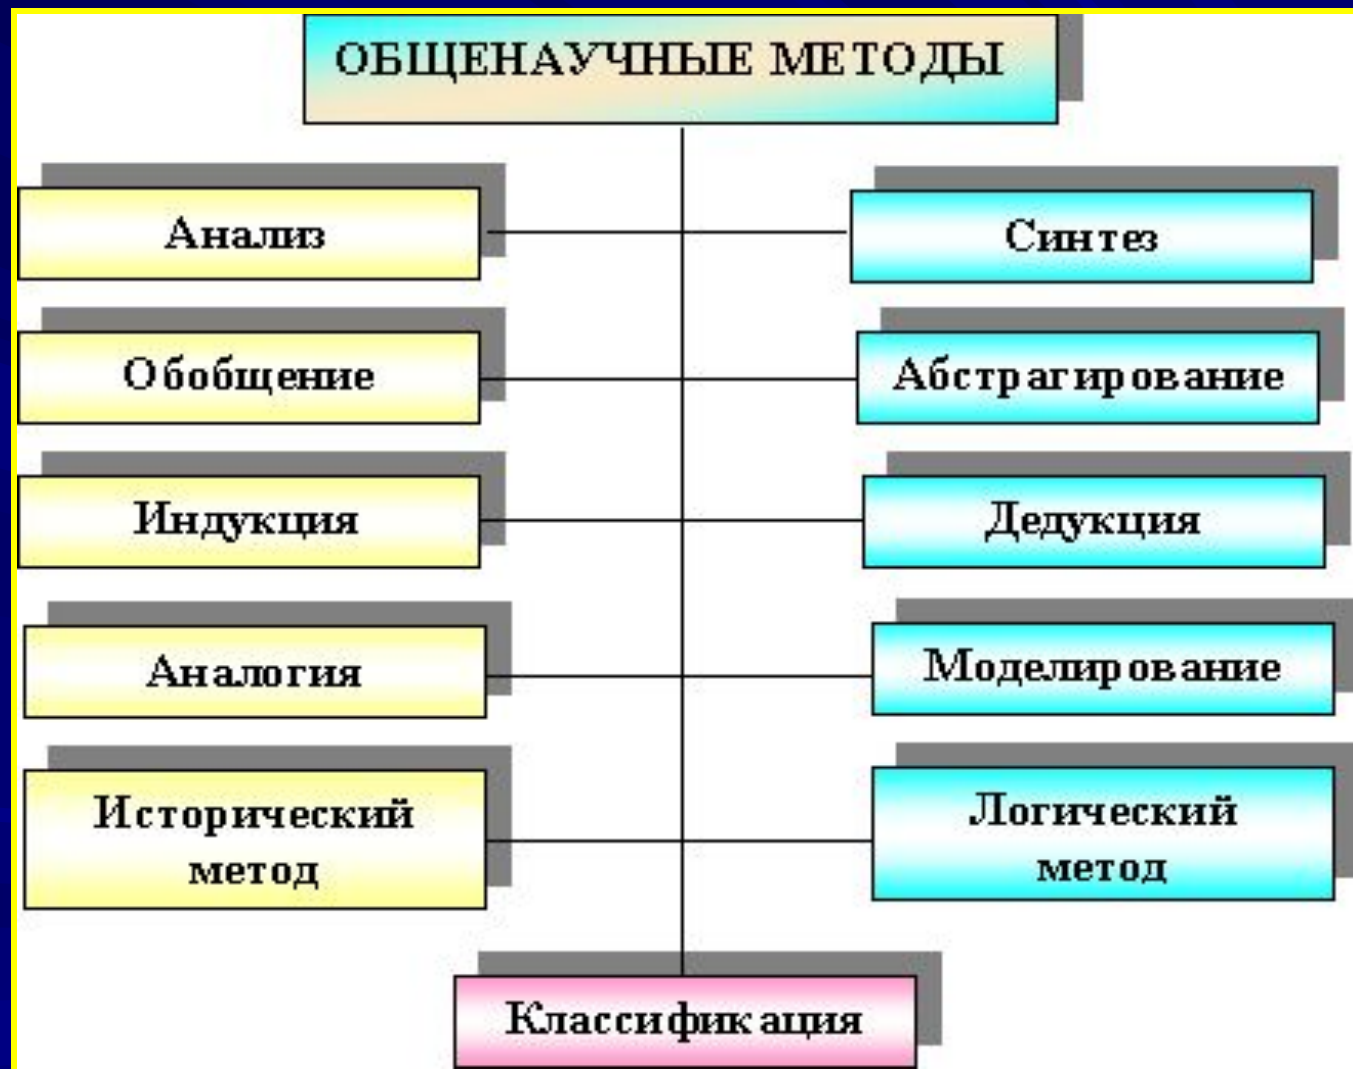 ОБЩЕНАУЧНЫЕ МЕТОДЫ
Анализ
Синтез
Обобщение
Абстрагирование
Индукция
Дедукция
Аналогия
Моделирование
Исторический
метод
Логический
метод
Классификация